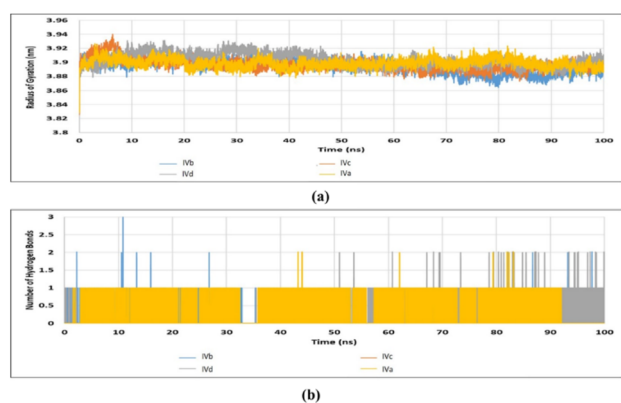 Radius of Gyration (nm)
3.96
3.94
3.92
3.9
3.88
3.86
3.84
3.82
3.8
0 10 20 30 40 50 60 70 80 90 100
Time (ns)
IVb IVc
IVd IVa
(a)
Number of Hydrogen Bonds
3
2.5
2
1.5
1
0.5
0
0 10 20 30 40 50 60 70 80 90 100
Time (ns)
IVb IVc
IVd IVa
(b)